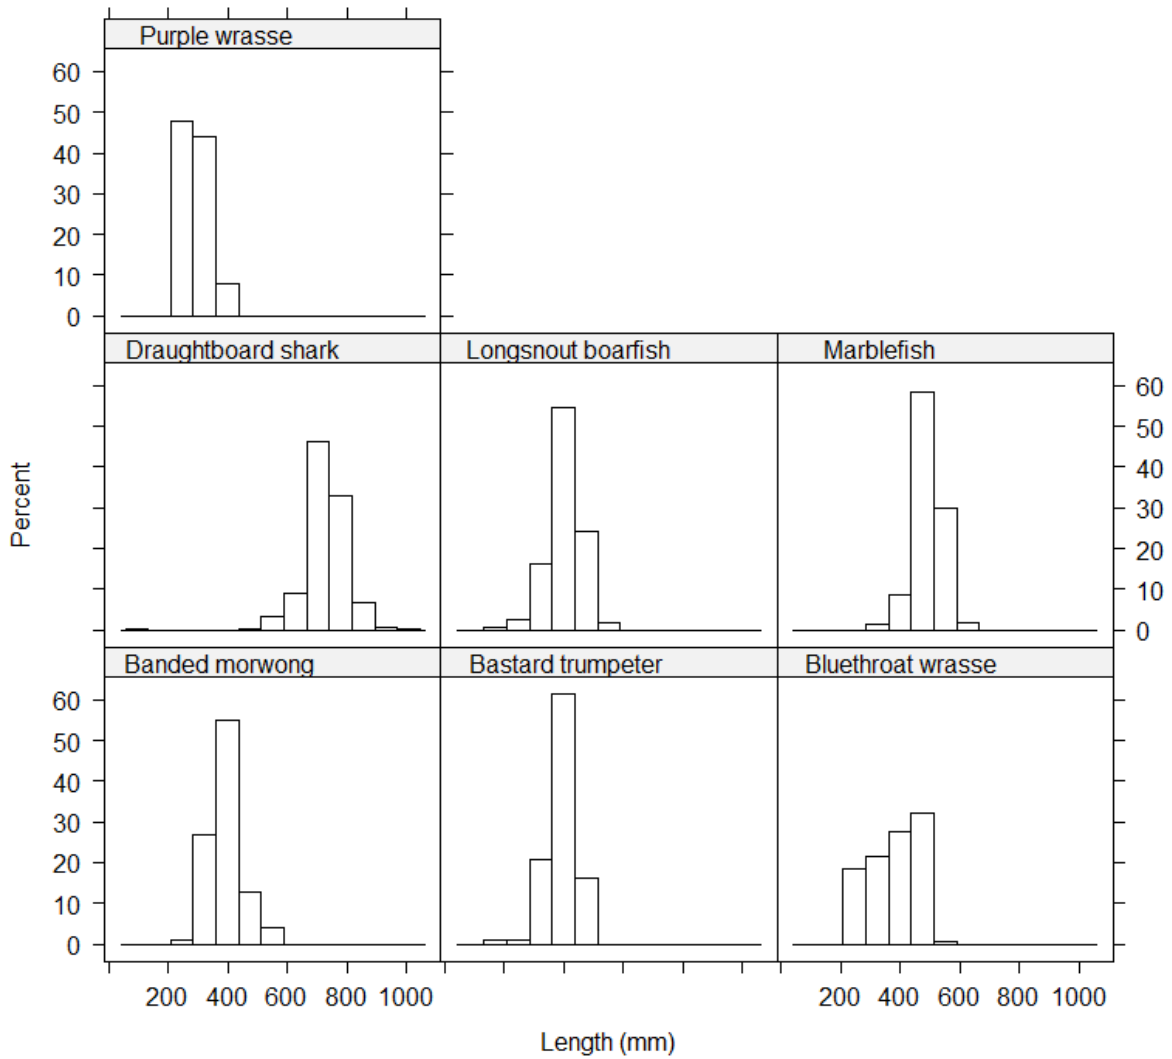 Purple wrasse
60
50
40
30
20
10
0
Draughtboard shark
Longsnout boarfish
Marblefish
60
50
40
30
20
10
0
Percent
Banded morwong
Bastard trumpeter
Bluethroat wrasse
60
50
40
30
20
10
0
200 400 600 800 1000
200 400 600 800 1000
Length (mm)